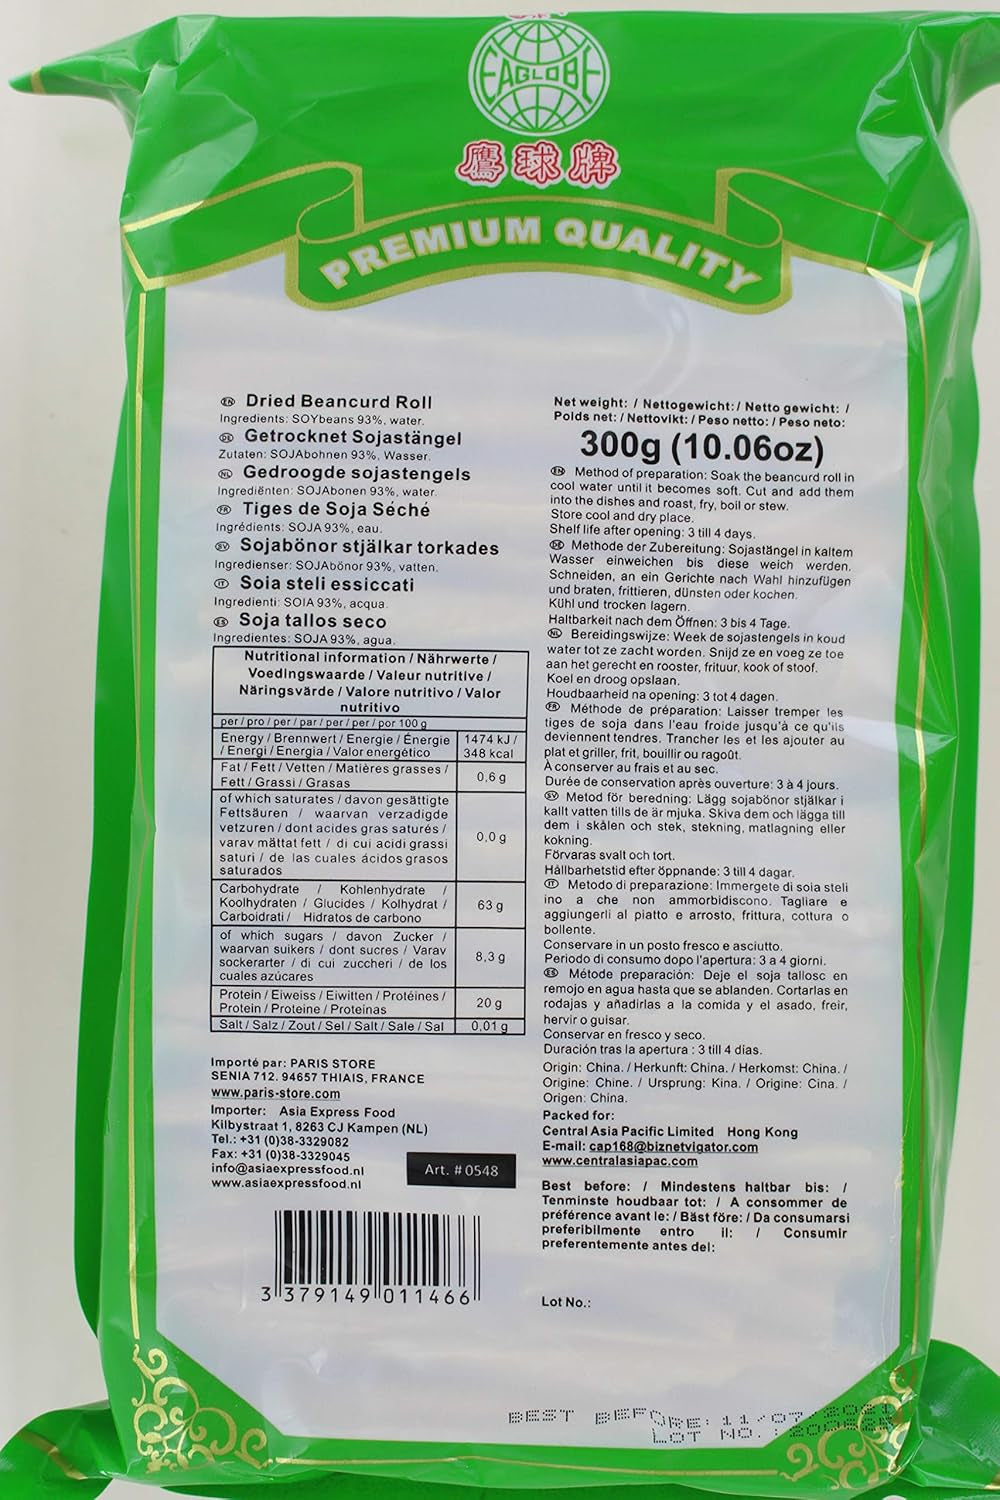 EAGLOBE
鷹球牌
PREMIUM QUALITY
EN Dried Beancurd Roll
Ingredients: SOYbeans 93%, water.
DE Getrocknet Sojastängel
Zutaten: SOJAbohnen 93%, Wasser.
NL Gedroogde sojastengels
Ingrediënten: SOJAbonen 93%, water.
FR Tiges de Soja Séché
Ingrédients: SOJA 93%, eau.
SV Sojabönor stjälkar torkades
Ingredienser: SOJAbönor 93%, vatten.
IT Soia steli essiccati
Ingredienti: SOIA 93%, acqua.
ES Soja tallos seco
Ingredientes: SOJA 93%, agua.
Nutritional information / Nährwerte /
Voedingswaarde / Valeur nutritive /
Näringsvärde / Valore nutritivo / Valor
nutritivo
per / pro / per / par / per / per / por 100 g
Energy / Brennwert / Energie / Énergie
/ Energi / Energia / Valor energético
1474 kJ /
348 kcal
Fat / Fett / Vetten / Matières grasses /
Fett / Grassi / Grasas
0,6 g
of which saturates / davon gesättigte
Fettsäuren / waarvan verzadigde
vetzuren / dont acides gras saturés /
varav mättat fett / di cui acidi grassi
saturi / de las cuales ácidos grasos
saturados
0,0 g
Carbohydrate / Kohlenhydrate /
Koolhydraten / Glucides / Kolhydrat /
Carboidrati / Hidratos de carbono
63 g
of which sugars / davon Zucker /
waarvan suikers / dont sucres / Varav
sockerarter / di cui zuccheri / de los
cuales azúcares
8,3 g
Protein / Eiweiss / Eiwitten / Protéines /
Protein / Proteine / Proteinas
20 g
Salt / Salz / Zout / Sel / Salt / Sale / Sal
0,01 g
Importé par: PARIS STORE
SENIA 712. 94657 THIAIS, FRANCE
www.paris-store.com
Importer: Asia Express Food
Kilbystraat 1, 8263 CJ Kampen (NL)
Tel.: +31 (0)38-3329082
Fax: +31 (0)38-3329045
info@asiaexpressfood.nl
www.asiaexpressfood.nl
Art. # 0548
3 379149 011466
Net weight: / Nettogewicht: / Netto gewicht: /
Poids net: / Nettovikt: / Peso netto: / Peso neto:
300g (10.06oz)
EN Method of preparation: Soak the beancurd roll in
cool water until it becomes soft. Cut and add them
into the dishes and roast, fry, boil or stew.
Store cool and dry place.
Shelf life after opening: 3 till 4 days.
DE Methode der Zubereitung: Sojastängel in kaltem
Wasser einweichen bis diese weich werden.
Schneiden, an ein Gerichte nach Wahl hinzufügen
und braten, frittieren, dünsten oder kochen.
Kühl und trocken lagern.
Haltbarkeit nach dem Öffnen: 3 bis 4 Tage.
NL Bereidingswijze: Week de sojastengels in koud
water tot ze zacht worden. Snijd ze en voeg ze toe
aan het gerecht en rooster, frituur, kook of stoof.
Koel en droog opslaan.
Houdbaarheid na opening: 3 tot 4 dagen.
FR Méthode de préparation: Laisser tremper les
tiges de soja dans l'eau froide jusqu'à ce qu'ils
deviennent tendres. Trancher les et les ajouter au
plat et griller, frit, bouillir ou ragoût.
À conserver au frais et au sec.
Durée de conservation après ouverture: 3 à 4 jours.
SV Metod för beredning: Lägg sojabönor stjälkar i
kallt vatten tills de är mjuka. Skiva dem och lägga till
dem i skålen och stek, stekning, matlagning eller
kokning.
Förvaras svalt och tort.
Hållbarhetstid efter öppnande: 3 till 4 dagar.
IT Metodo di preparazione: Immergete di soia steli
ino a che non ammorbidiscono. Tagliare e
aggiungerli al piatto e arrosto, frittura, cottura o
bollente.
Conservare in un posto fresco e asciutto.
Periodo di consumo dopo l'apertura: 3 a 4 giorni.
ES Métode preparación: Deje el soja tallosc en
remojo en agua hasta que se ablanden. Cortarlas en
rodajas y añadirlas a la comida y el asado, freir,
hervir o guisar.
Conservar en fresco y seco.
Duración tras la apertura : 3 till 4 días.
Origin: China. / Herkunft: China. / Herkomst: China. /
Origine: Chine. / Ursprung: Kina. / Origine: Cina. /
Origen: China.
Packed for:
Central Asia Pacific Limited Hong Kong
E-mail: cap168@biznetvigator.com
www.centralasiapac.com
Best before: / Mindestens haltbar bis: /
Tenminste houdbaar tot: / A consommer de
préférence avant le: / Bäst före: / Da consumarsi
preferibilmente entro il: / Consumir
preferentemente antes del:
Lot No.:
BEST BEFORE: 11/07/2021
LOT NO.: 200525